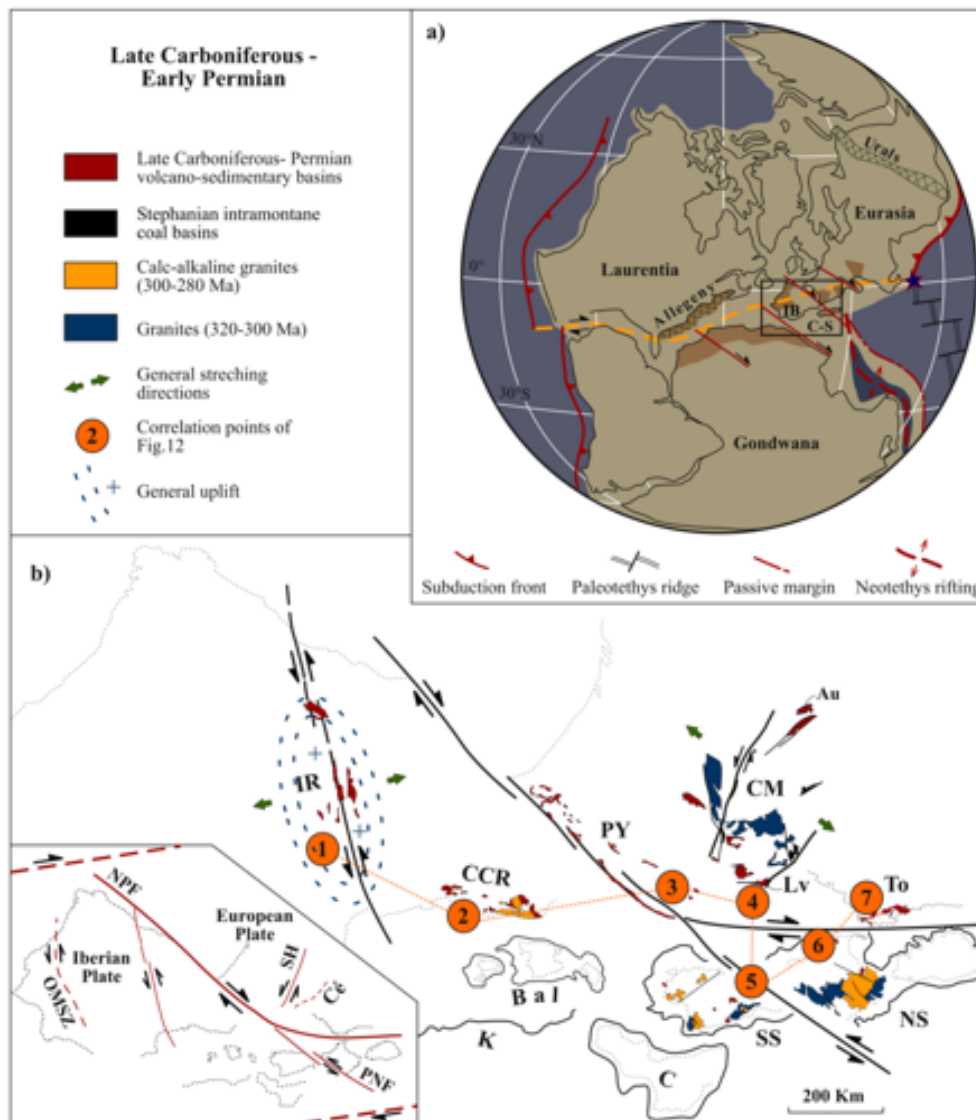 Late Carboniferous -
Early Permian
Late Carboniferous- Permian
volcano-sedimentary basins
Stephanian intramontane
coal basins
Calc-alkaline granites
(300-280 Ma)
Granites (320-300 Ma)
General streching
directions
2
Correlation points of
Fig.12
General uplift
a)
30°N
Urals
Eurasia
0°
Laurentia
Allegeny
IB
C-S
30°S
Gondwana
Subduction front
Paleotethys ridge
Passive margin
Neotethys rifting
b)
Au
IR
CM
PY
1
CCR
2
3
4
Lv
7
To
6
5
Bal
K
C
SS
NS
200 Km
NPF
European
Plate
Iberian
Plate
OMSZ
SH
Ce
PNF